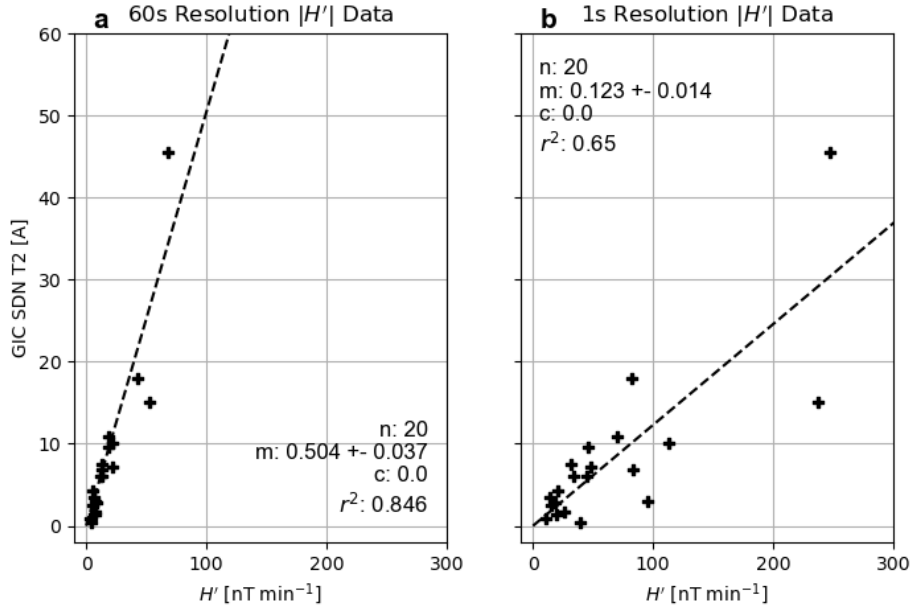 a 60s Resolution |H′| Data
b 1s Resolution |H′| Data
GIC SDN T2 [A]
60
50
40
30
20
10
0
n: 20
m: 0.504 +- 0.037
c: 0.0
r²: 0.846
0 100 200 300
H′ [nT min⁻¹]
n: 20
m: 0.123 +- 0.014
c: 0.0
r²: 0.65
0 100 200 300
H′ [nT min⁻¹]